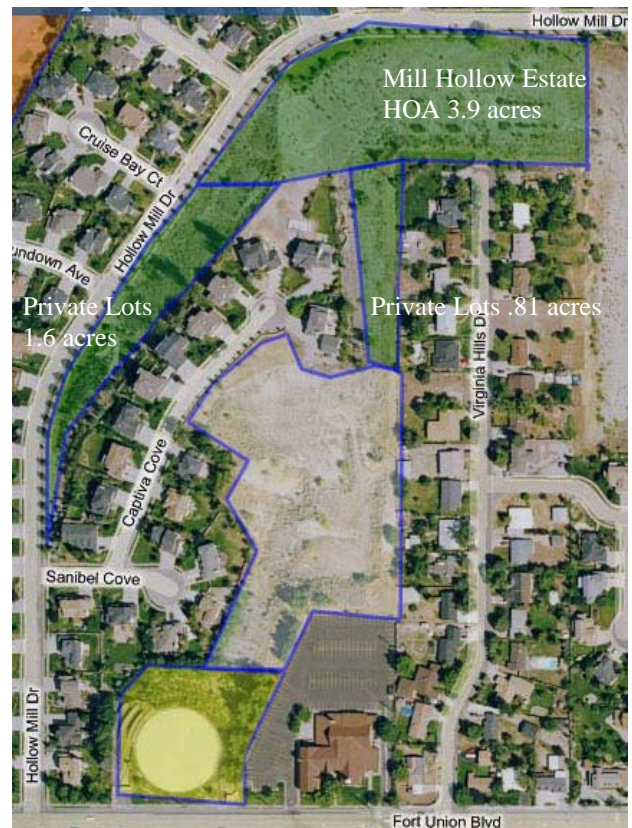 Hollow Mill Dr
Mill Hollow Estate
HOA 3.9 acres
Cruise Bay Ct
Hollow Mill Dr
undown Ave
Private Lots
1.6 acres
Private Lots .81 acres
Virginia Hills Dr
Captiva Cove
Sanibel Cove
Hollow Mill Dr
Fort Union Blvd